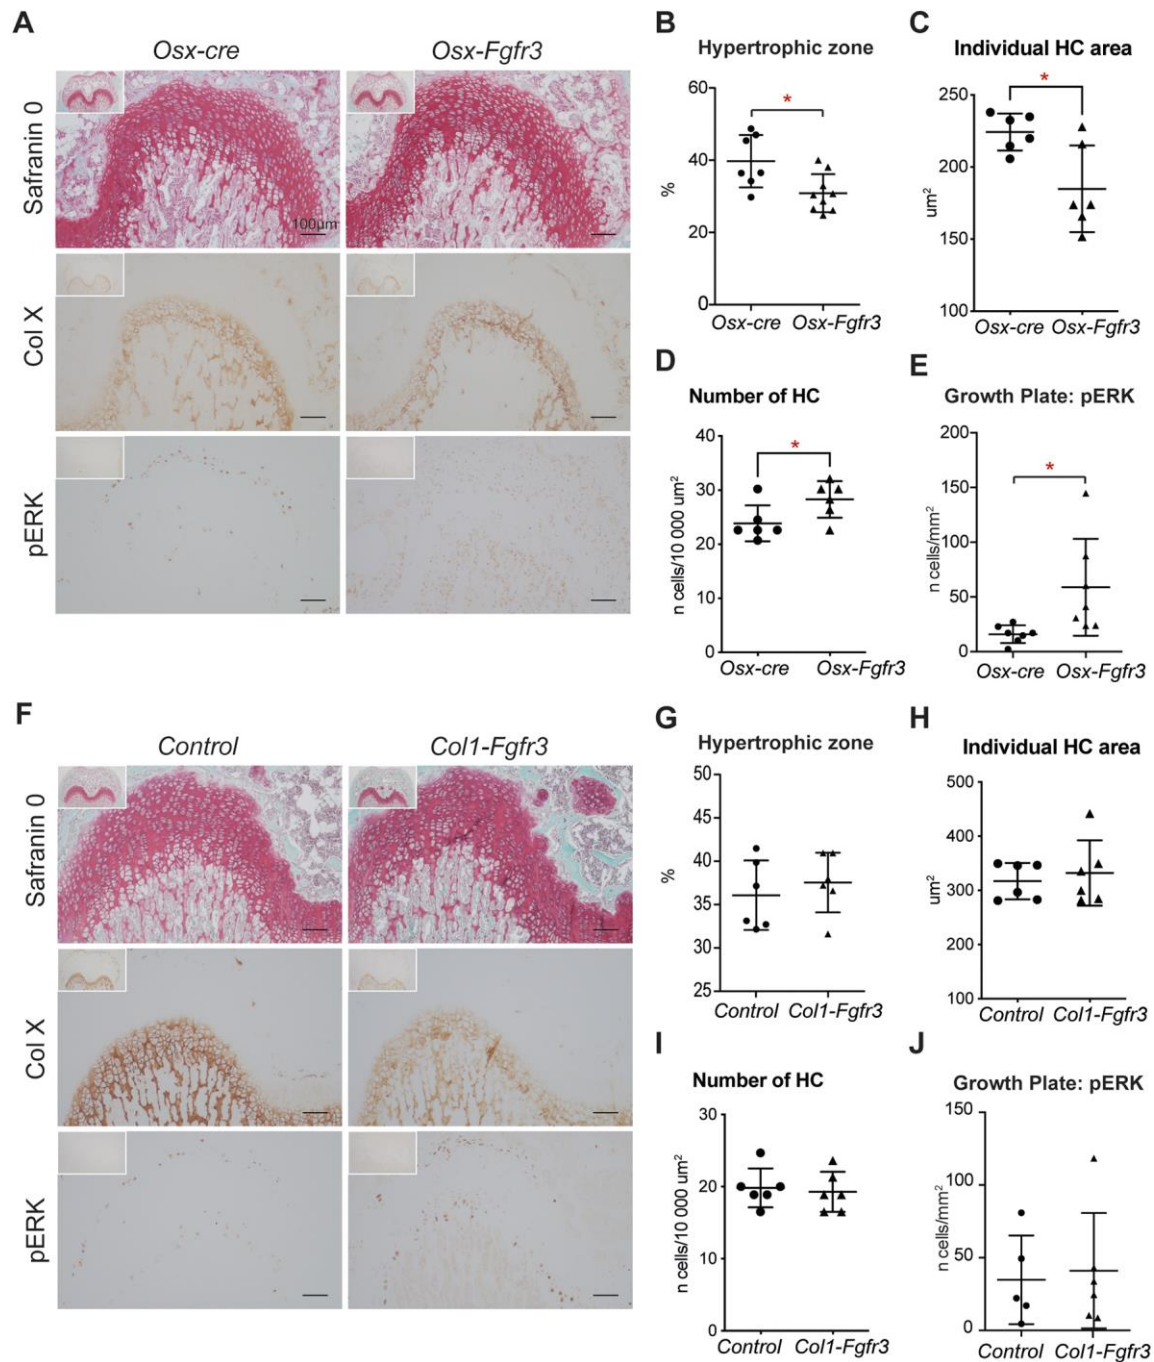 A
Osx-cre
Osx-Fgfr3
Safranin 0
100µm
Col X
pERK
B
Hypertrophic zone
*
60
40
20
0
%
Osx-cre
Osx-Fgfr3
C
Individual HC area
*
250
200
150
100
um²
Osx-cre
Osx-Fgfr3
D
Number of HC
*
40
30
20
10
0
n cells/10 000 um²
Osx-cre
Osx-Fgfr3
E
Growth Plate: pERK
*
200
150
100
50
0
n cells/mm²
Osx-cre
Osx-Fgfr3
F
Control
Col1-Fgfr3
Safranin 0
Col X
pERK
G
Hypertrophic zone
50
45
40
35
30
25
%
Control
Col1-Fgfr3
H
Individual HC area
500
400
300
200
100
um²
Control
Col1-Fgfr3
I
Number of HC
30
20
10
0
n cells/10 000 um²
Control
Col1-Fgfr3
J
Growth Plate: pERK
150
100
50
0
n cells/mm²
Control
Col1-Fgfr3